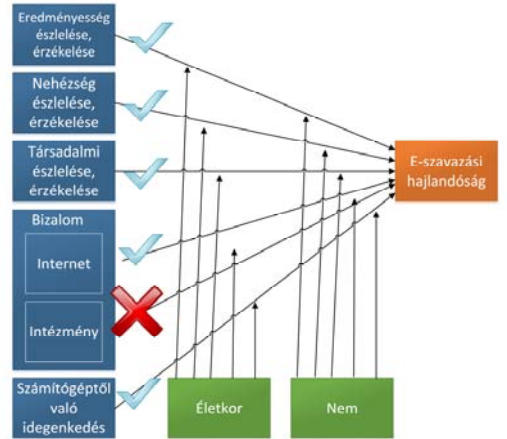 Eredményesség
észlelése,
érzékelése
Nehézség
észlelése,
érzékelése
Társadalmi
észlelése,
érzékelése
Bizalom
Internet
Intézmény
Számítógéptől
való
idegenkedés
E-szavazási
hajlandóság
Életkor
Nem